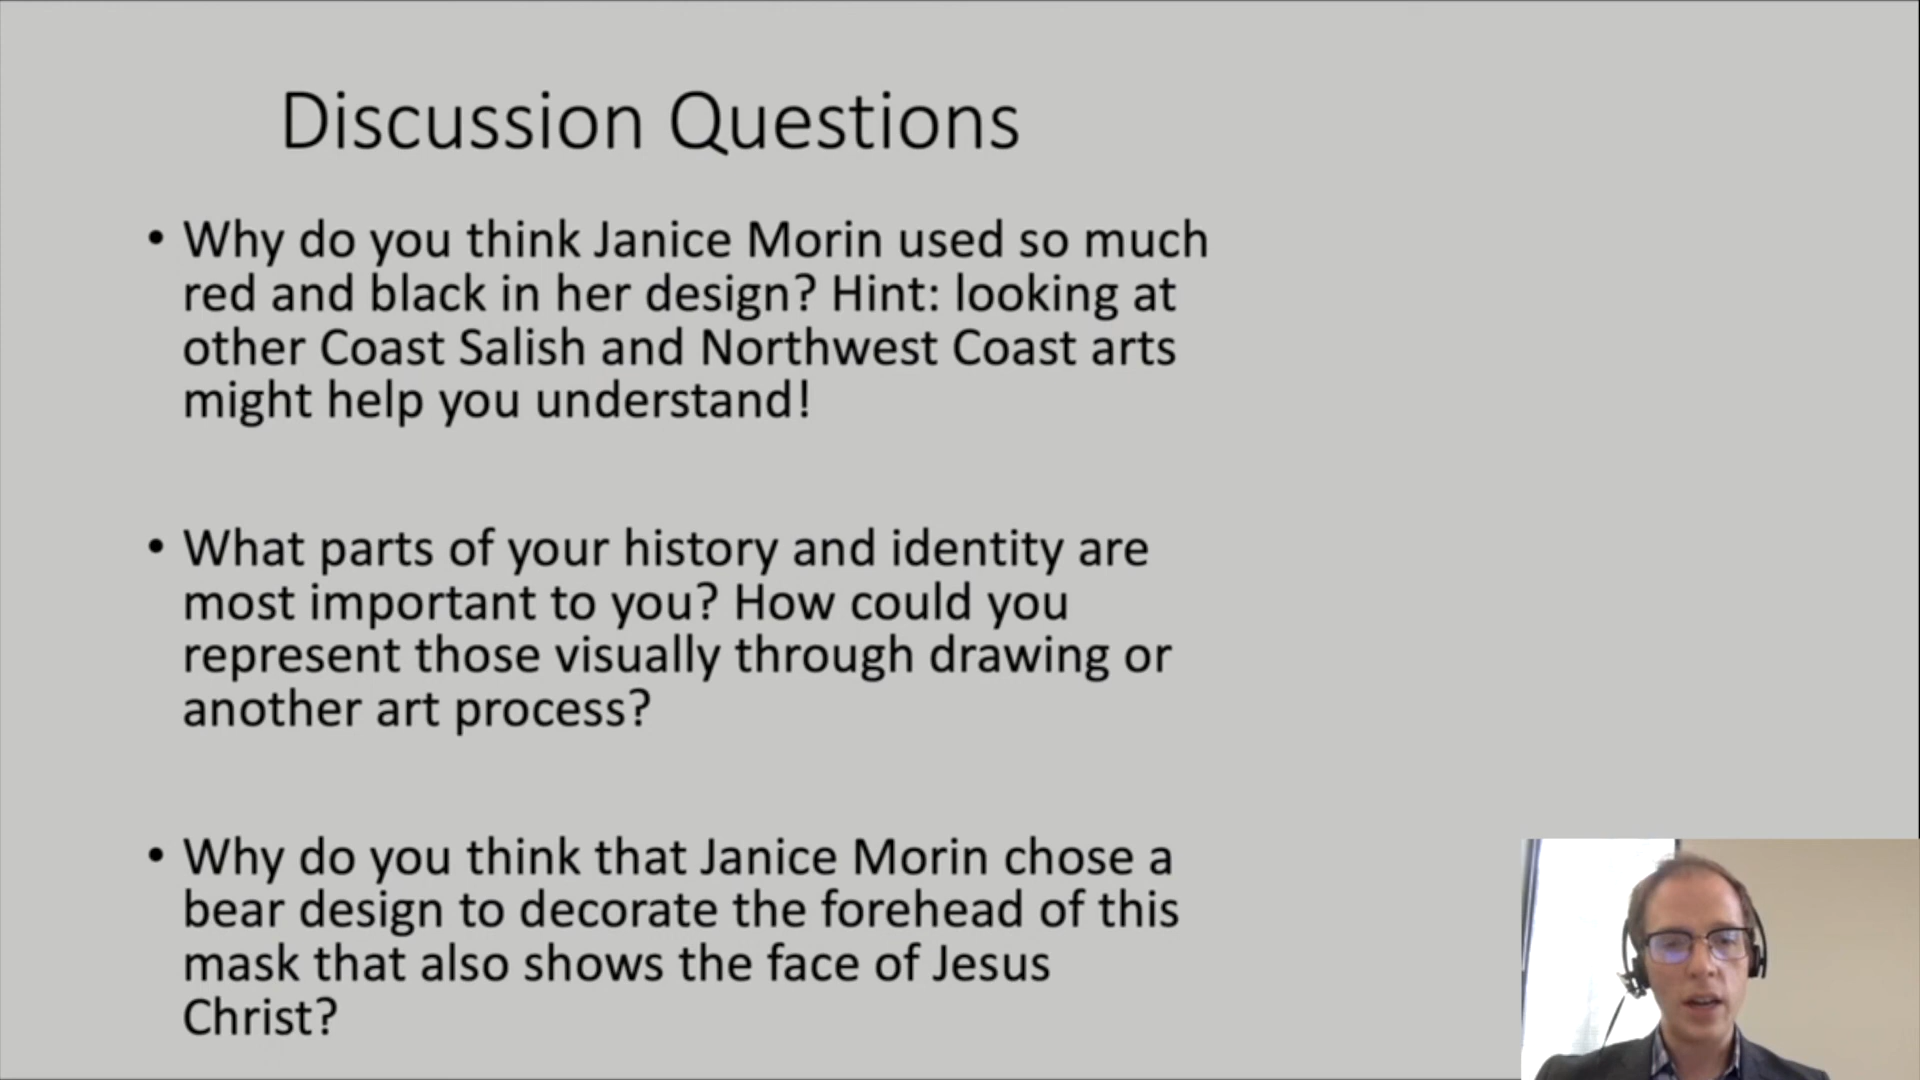 Discussion Questions
• Why do you think Janice Morin used so much
red and black in her design? Hint: looking at
other Coast Salish and Northwest Coast arts
might help you understand!
• What parts of your history and identity are
most important to you? How could you
represent those visually through drawing or
another art process?
• Why do you think that Janice Morin chose a
bear design to decorate the forehead of this
mask that also shows the face of Jesus
Christ?